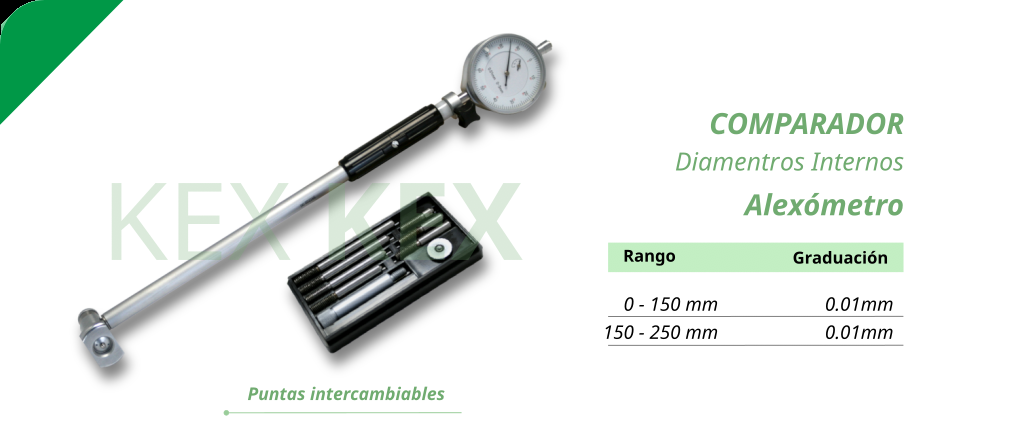 COMPARADOR
Diamentros Internos
Alexómetro
KEX KEX
Rango Graduación
0 - 150 mm 0.01mm
150 - 250 mm 0.01mm
Puntas intercambiables